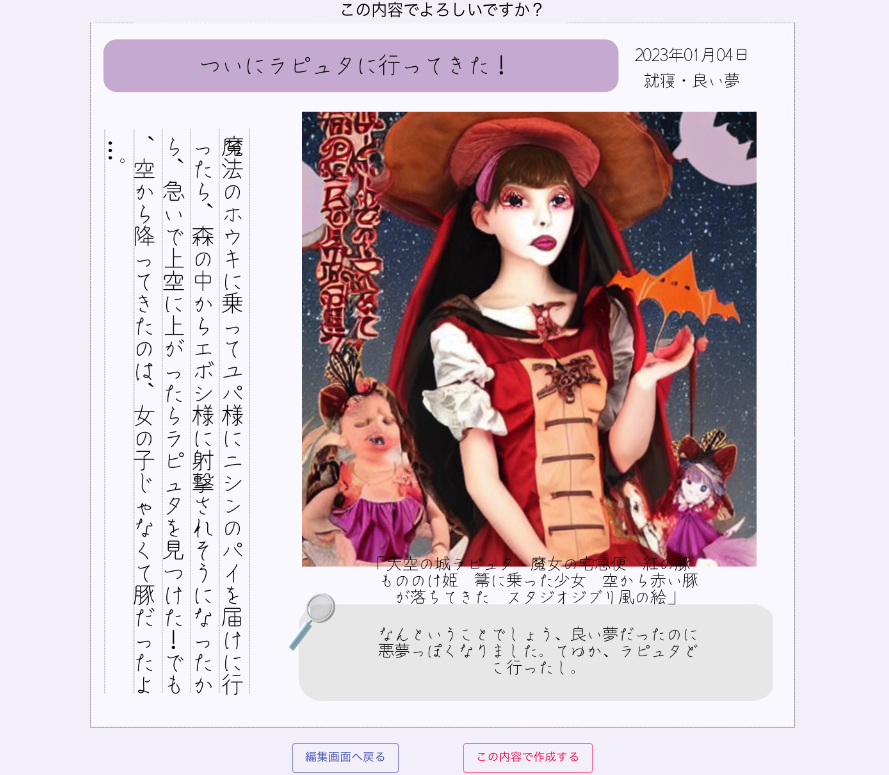 この内容でよろしいですか？
ついにラピュタに行ってきた！
2023年01月04日
就寝・良い夢
魔法のホウキに乗ってユパ様にニシンのパイを届けに行
ったら、森の中からエボシ様に射撃されそうになったか
ら、急いで上空に上がったらラピュタを見つけた！でも
、空から降ってきたのは、女の子じゃなくて豚だったよ
…。
「天空の城ラピュタ　魔女の宅急便　紅の豚
もののけ姫　箒に乗った少女　空から赤い豚
が落ちてきた　スタジオジブリ風の絵」
なんということでしょう、良い夢だったのに
悪夢っぽくなりました。てゆか、ラピュタど
こ行ったし。
編集画面へ戻る
この内容で作成する